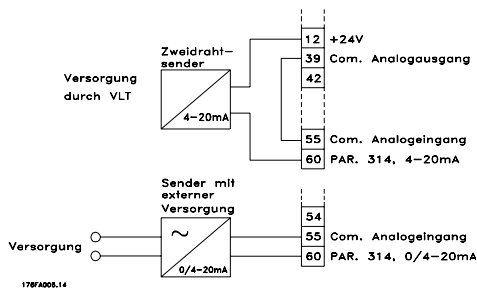 12 +24V
Zweidraht-
sender
39 Com. Analogausgang
42
Versorgung
durch VLT
4-20mA
55 Com. Analogeingang
60 PAR. 314, 4-20mA
Sender mit
externer
Versorgung
54
~
55 Com. Analogeingang
Versorgung
60 PAR. 314, 0/4-20mA
0/4-20mA
176FA005.14